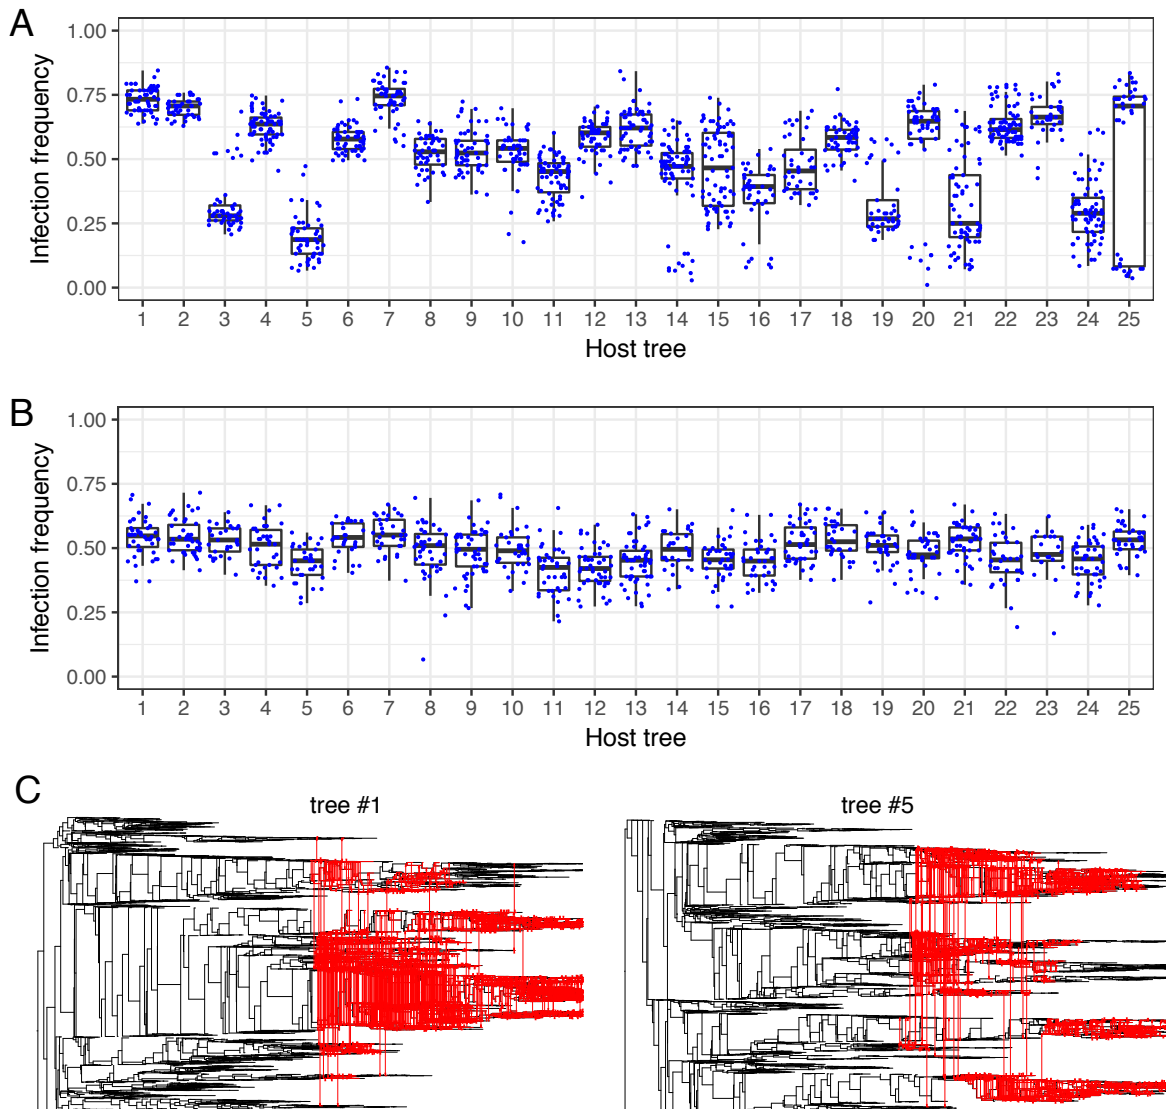 A
1.00
0.75
0.50
0.25
0.00
Infection frequency
1 2 3 4 5 6 7 8 9 10 11 12 13 14 15 16 17 18 19 20 21 22 23 24 25
Host tree
B
1.00
0.75
0.50
0.25
0.00
Infection frequency
1 2 3 4 5 6 7 8 9 10 11 12 13 14 15 16 17 18 19 20 21 22 23 24 25
Host tree
C
tree #1
tree #5